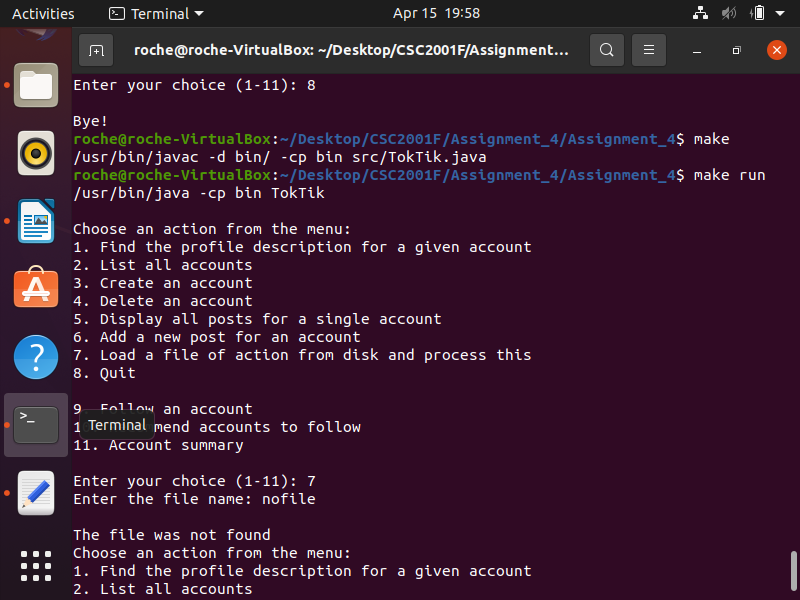 Activities Terminal Apr 15 19:58
roche@roche-VirtualBox: ~/Desktop/CSC2001F/Assignment...
Enter your choice (1-11): 8
Bye!
roche@roche-VirtualBox:~/Desktop/CSC2001F/Assignment_4/Assignment_4$ make
/usr/bin/javac -d bin/ -cp bin src/TokTik.java
roche@roche-VirtualBox:~/Desktop/CSC2001F/Assignment_4/Assignment_4$ make run
/usr/bin/java -cp bin TokTik
Choose an action from the menu:
1. Find the profile description for a given account
2. List all accounts
3. Create an account
4. Delete an account
5. Display all posts for a single account
6. Add a new post for an account
7. Load a file of action from disk and process this
8. Quit
9. Follow an account
Terminal
mmend accounts to follow
11. Account summary
Enter your choice (1-11): 7
Enter the file name: nofile
The file was not found
Choose an action from the menu:
1. Find the profile description for a given account
2. List all accounts